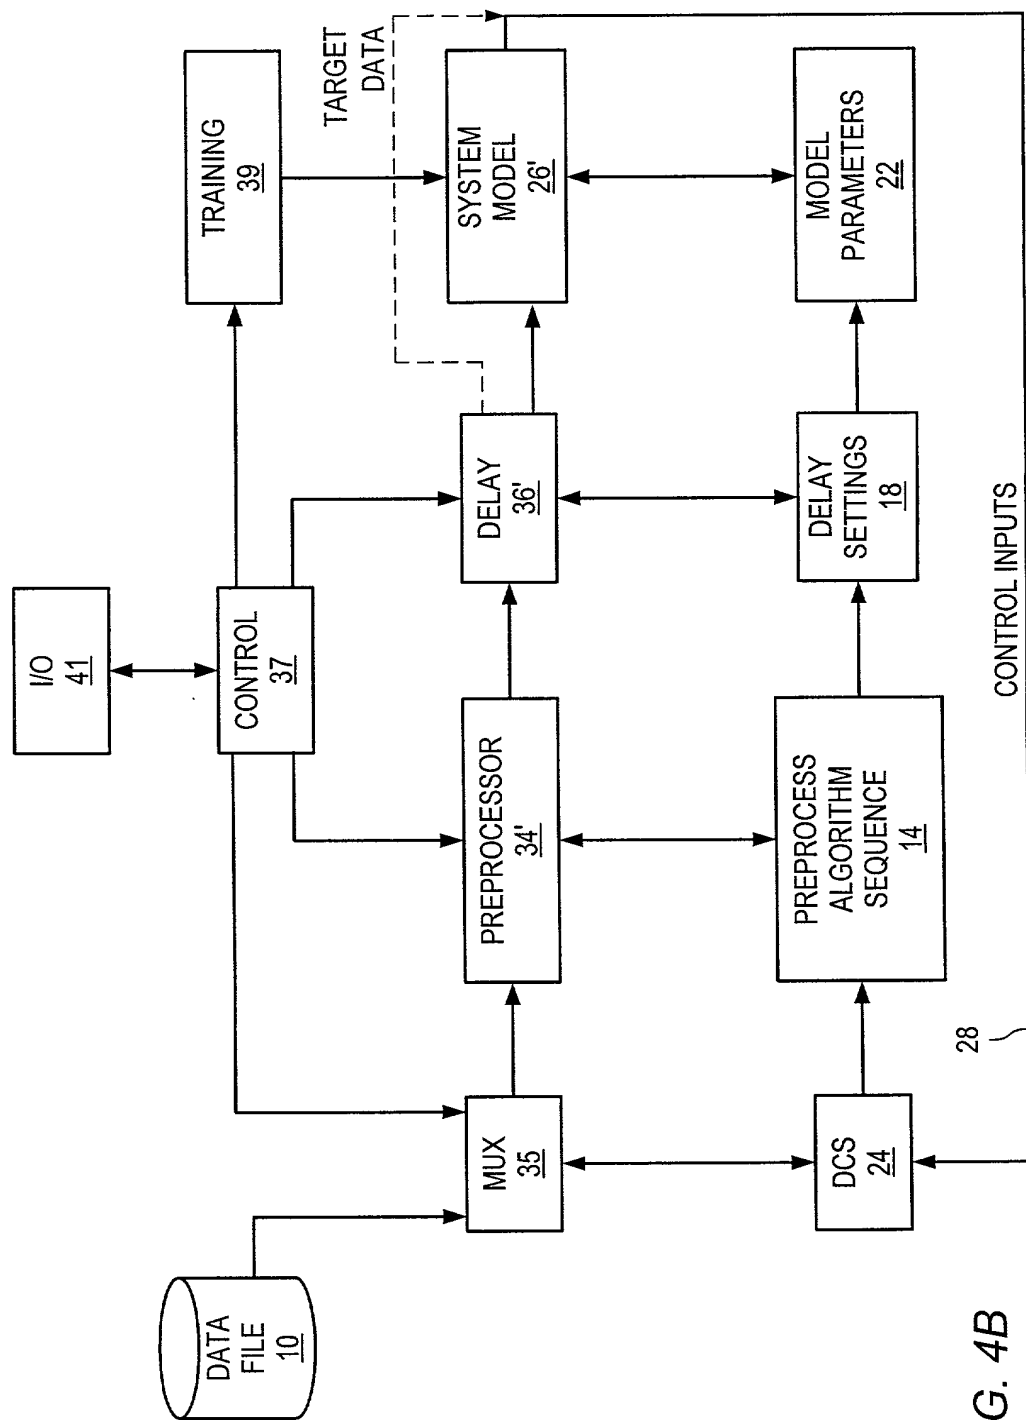 I/O
41
DATA
FILE
10
CONTROL
37
TRAINING
39
TARGET
DATA
MUX
35
PREPROCESSOR
34'
DELAY
36'
SYSTEM
MODEL
26'
DCS
24
PREPROCESS
ALGORITHM
SEQUENCE
14
DELAY
SETTINGS
18
MODEL
PARAMETERS
22
28
CONTROL INPUTS
G. 4B